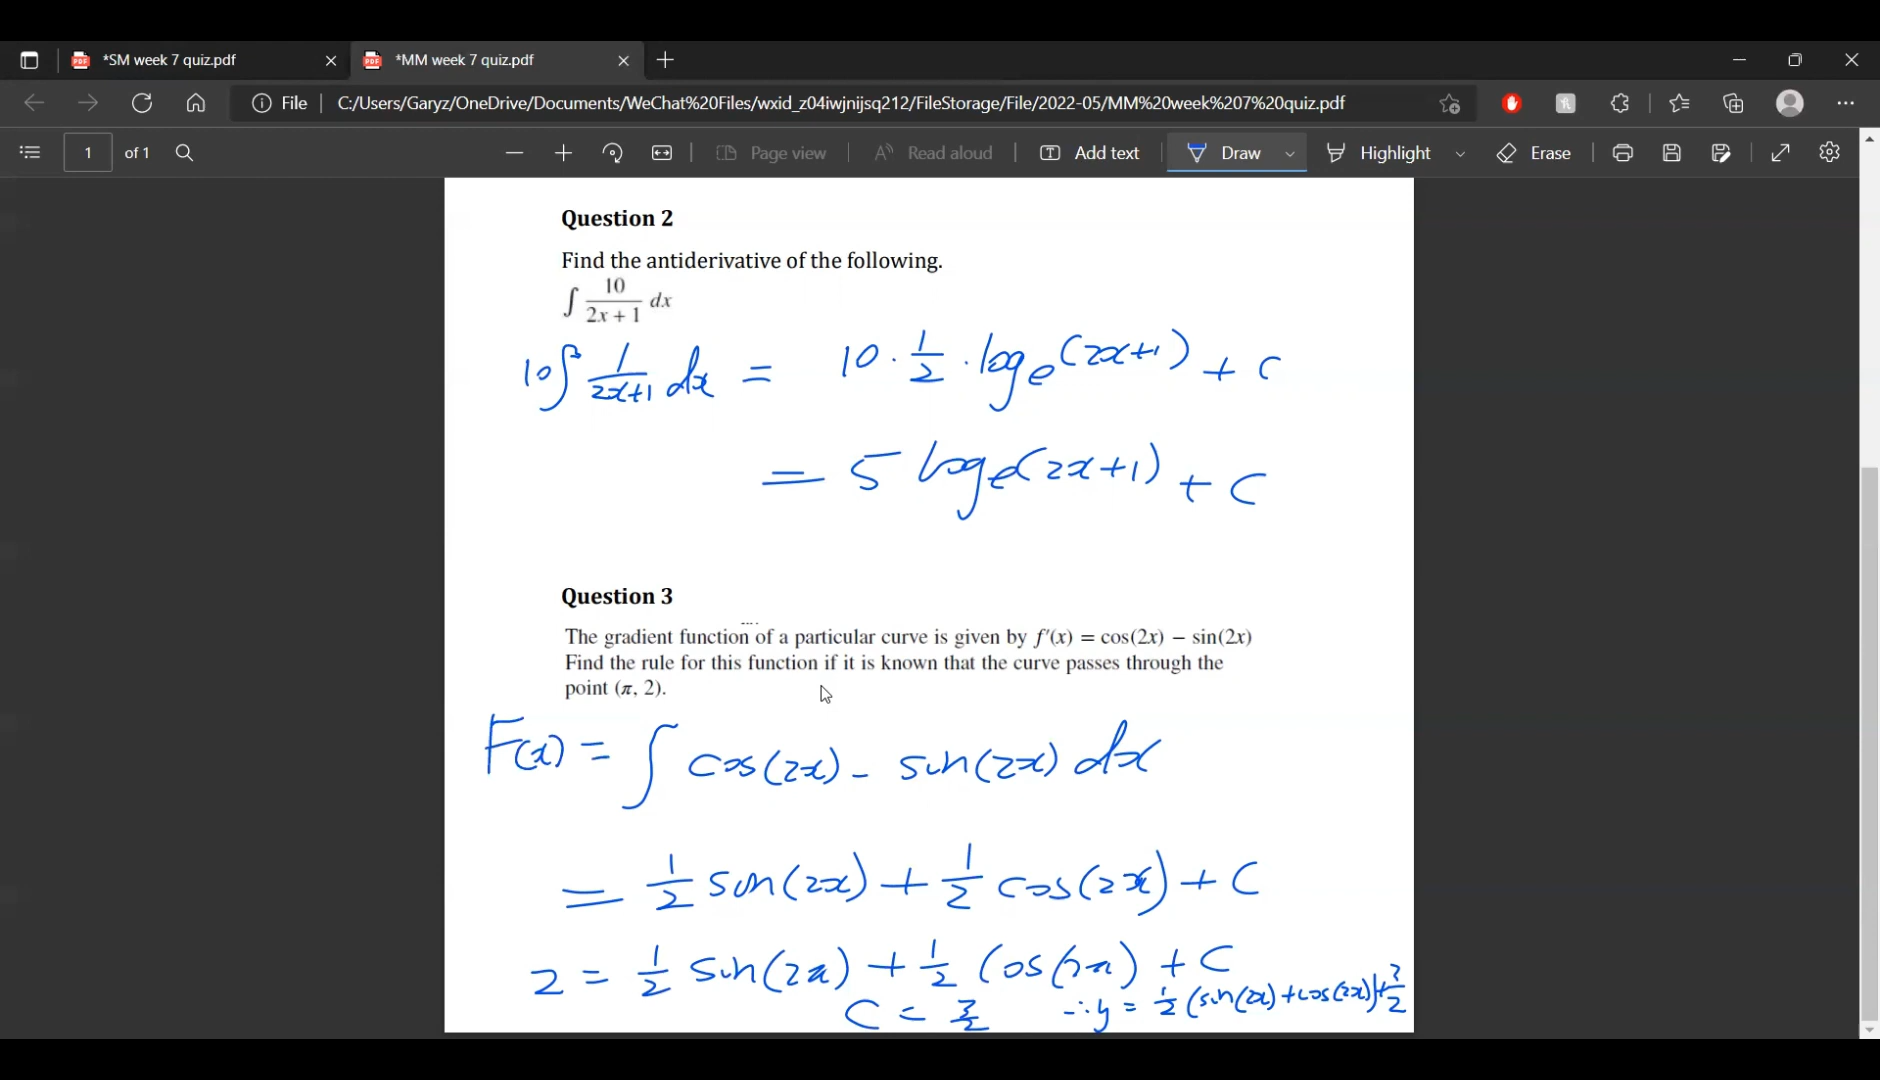 *SM week 7 quiz.pdf
*MM week 7 quiz.pdf
File | C:/Users/Garyz/OneDrive/Documents/WeChat%20Files/wxid_z04iwjnijsq212/FileStorage/File/2022-05/MM%20week%207%20quiz.pdf
1 of 1 Page view Read aloud Add text Draw Highlight Erase
Question 2
Find the antiderivative of the following.
∫ 10/(2x + 1) dx
10∫ 1/(2x+1) dx = 10 · 1/2 · logₑ(2x+1) + C
= 5 logₑ(2x+1) + C
Question 3
The gradient function of a particular curve is given by f′(x) = cos(2x) − sin(2x)
Find the rule for this function if it is known that the curve passes through the
point (π, 2).
F(x) = ∫ cos(2x) - sin(2x) dx
= 1/2 sin(2x) + 1/2 cos(2x) + C
2 = 1/2 sin(2π) + 1/2 cos(2π) + C
C = 3/2 ∴ y = 1/2 (sin(2x) + cos(2x)) + 3/2